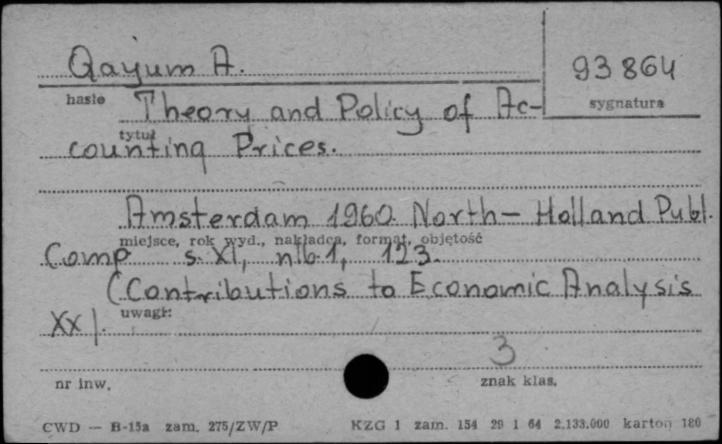 Qayum A.
93864
hasło Theory and Policy of Ac-
sygnatura
tytuł
counting Prices.
Amsterdam 1960. North - Holland Publ.
miejsce, rok wyd., nakładca, format, objętość
Comp s. XI, nlb 1, 123.
(Contributions to Economic Analysis
uwagi:
XX).
3
nr inw.
znak klas.
CWD — B-15a zam. 275/ZW/P KZG 1 zam. 154 29 1 64 2.133.000 karton 180